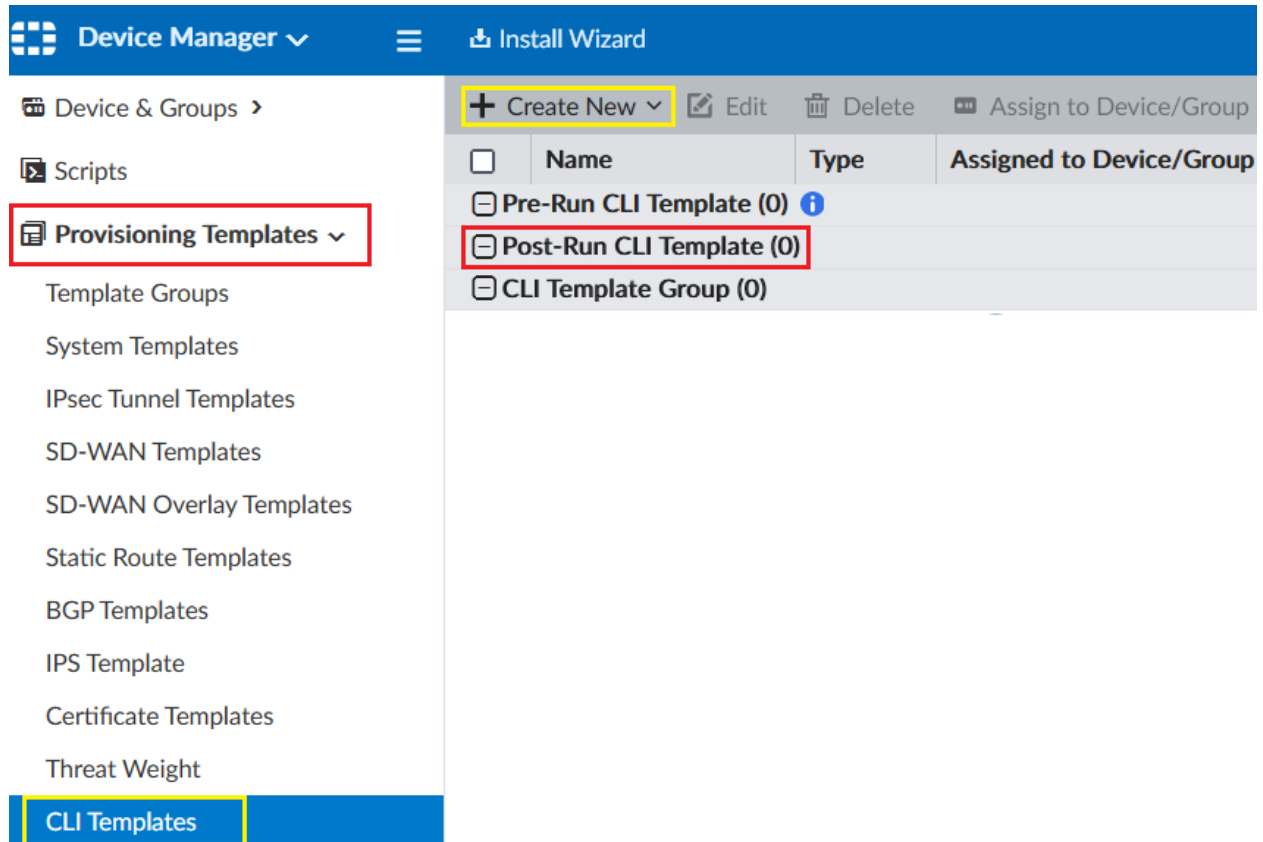 Device Manager
Install Wizard
Device & Groups
Scripts
Provisioning Templates
Template Groups
System Templates
IPsec Tunnel Templates
SD-WAN Templates
SD-WAN Overlay Templates
Static Route Templates
BGP Templates
IPS Template
Certificate Templates
Threat Weight
CLI Templates
+ Create New
Edit
Delete
Assign to Device/Group
Name
Type
Assigned to Device/Group
Pre-Run CLI Template (0)
Post-Run CLI Template (0)
CLI Template Group (0)